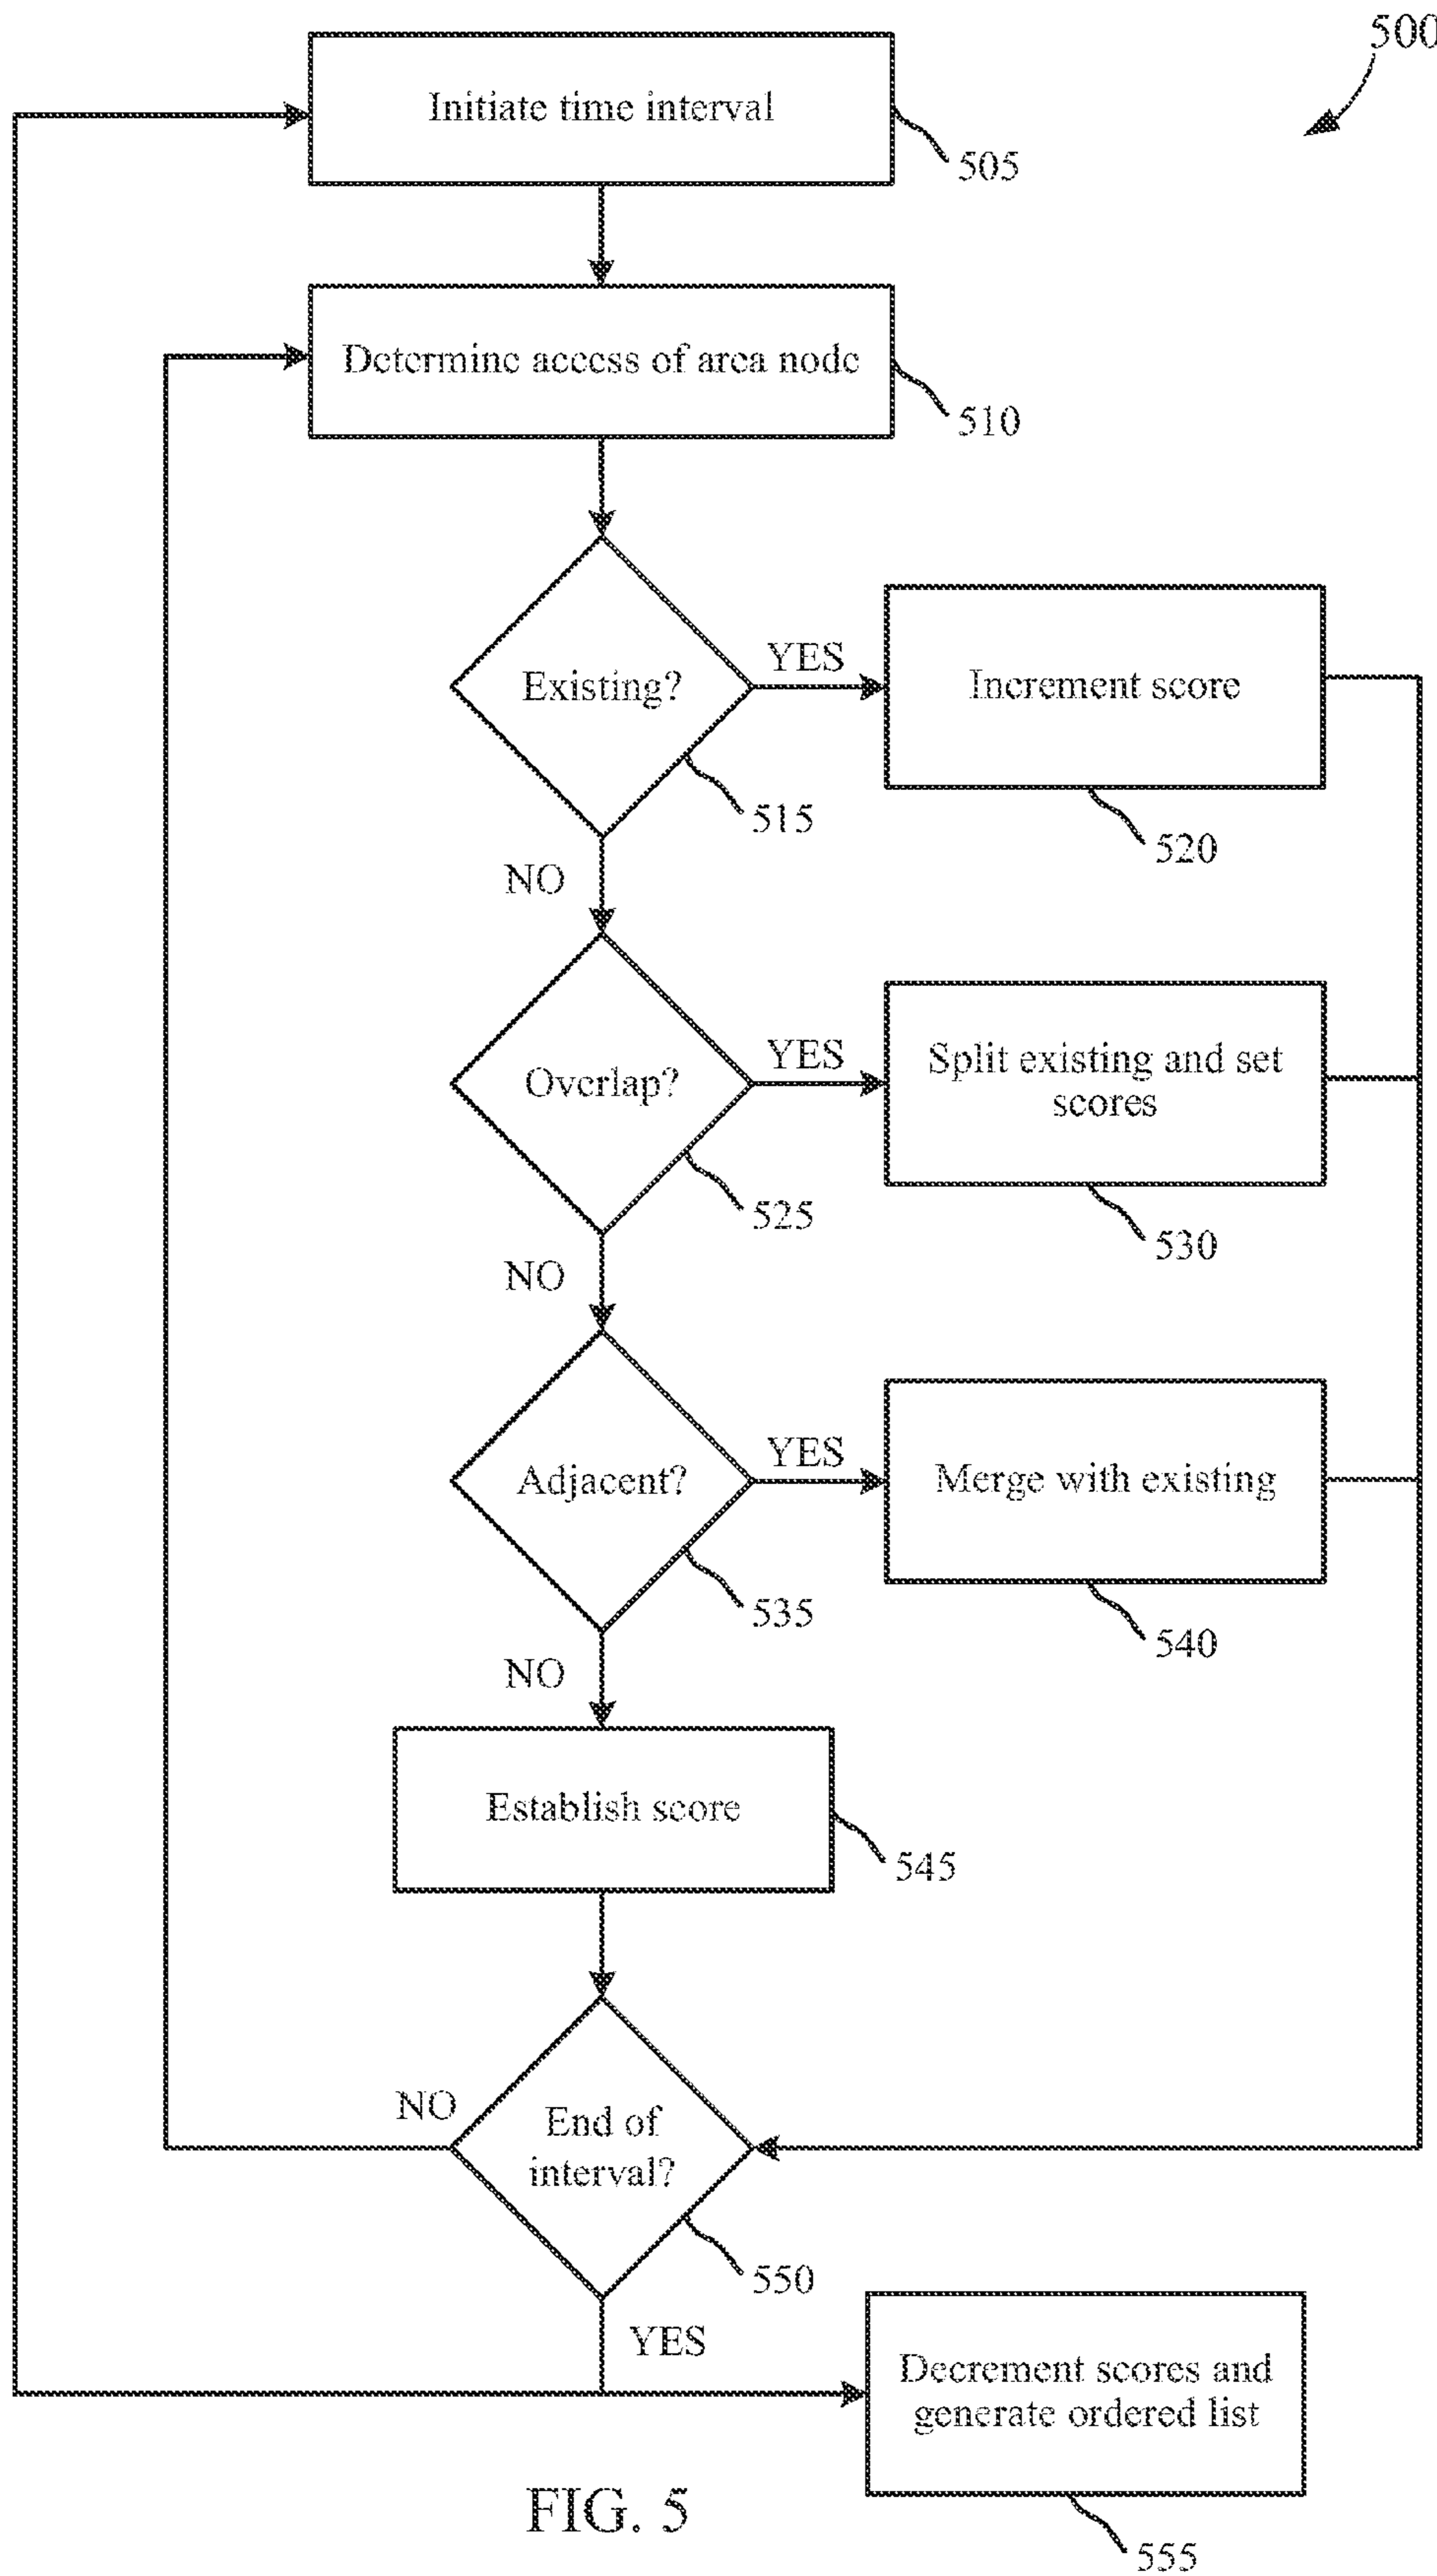 500
Initiate time interval
505
Determine access of area node
510
Existing?
YES
Increment score
515
520
NO
Overlap?
YES
Split existing and set
scores
525
530
NO
Adjacent?
YES
Merge with existing
535
540
NO
Establish score
545
NO
End of
interval?
550
YES
Decrement scores and
generate ordered list
FIG. 5
555